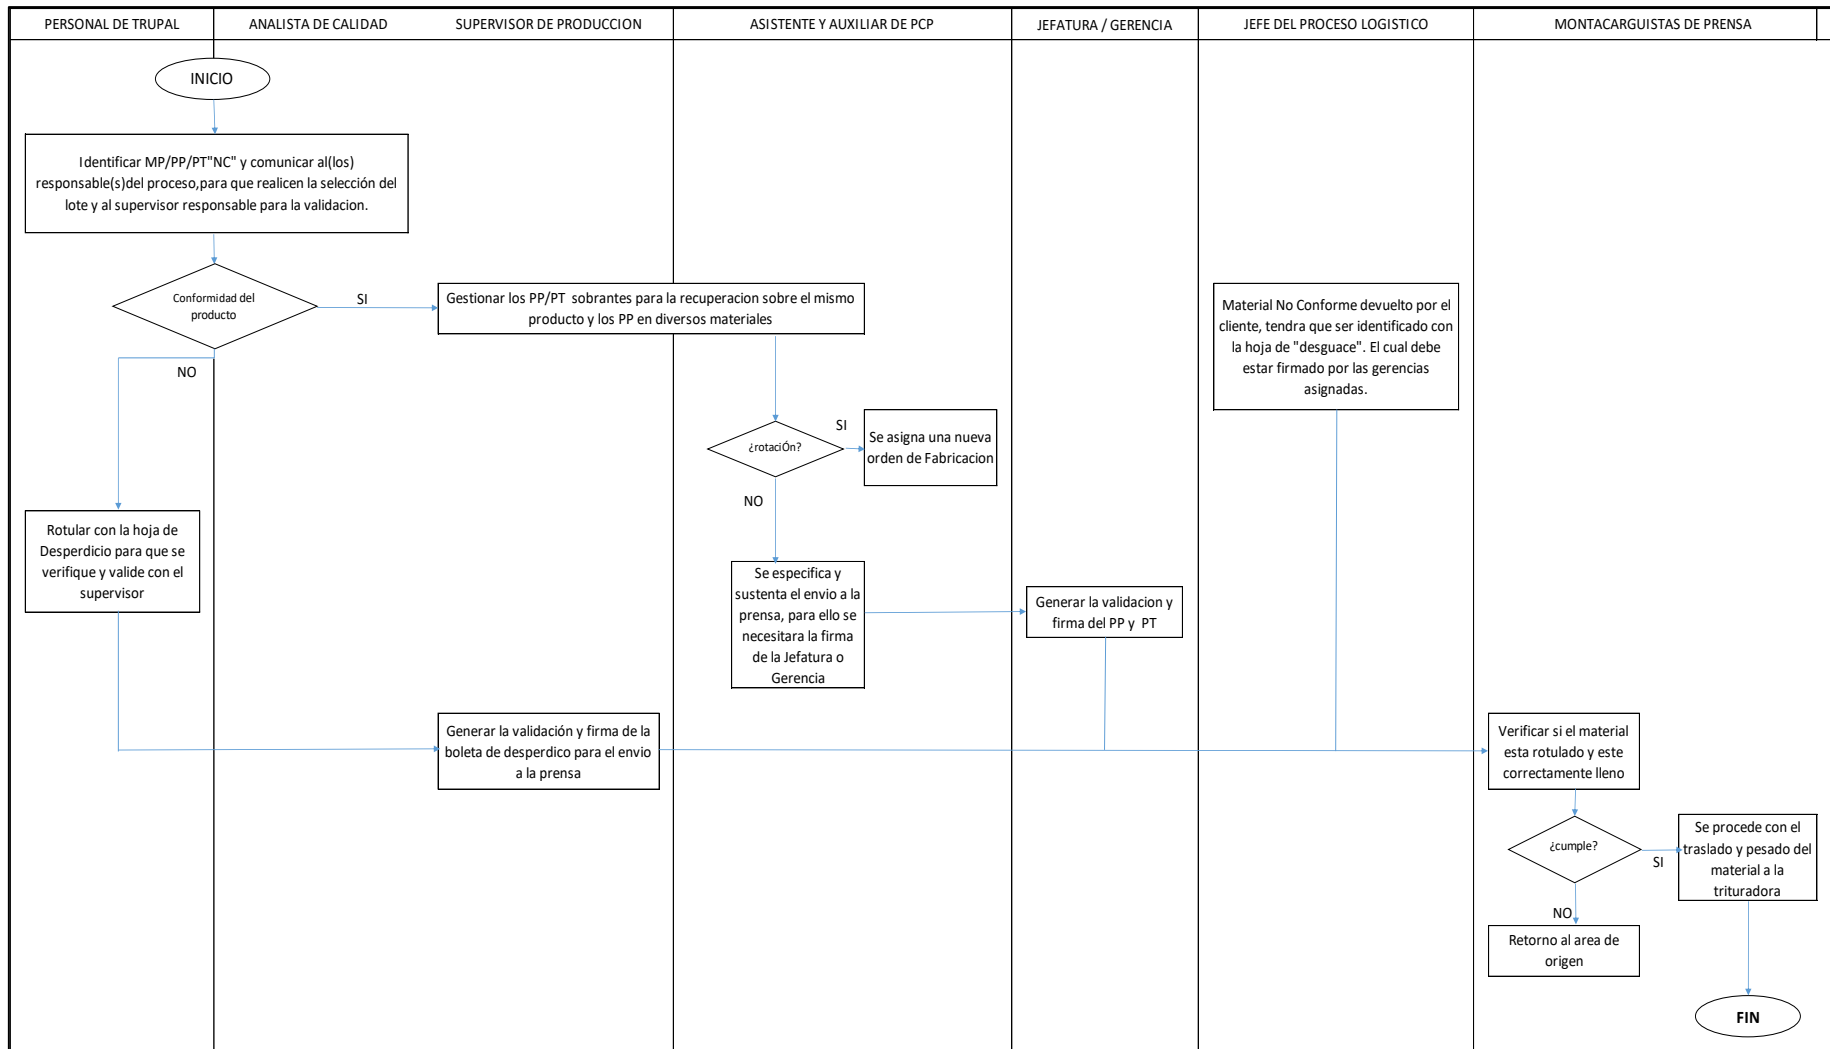 PERSONAL DE TRUPAL
ANALISTA DE CALIDAD
SUPERVISOR DE PRODUCCION
ASISTENTE Y AUXILIAR DE PCP
JEFATURA / GERENCIA
JEFE DEL PROCESO LOGISTICO
MONTACARGUISTAS DE PRENSA
INICIO
Identificar MP/PP/PT"NC" y comunicar al(los)
responsable(s)del proceso,para que realicen la selección del
lote y al supervisor responsable para la validacion.
Conformidad del
producto
SI
NO
Gestionar los PP/PT sobrantes para la recuperacion sobre el mismo
producto y los PP en diversos materiales
Material No Conforme devuelto por el
cliente, tendra que ser identificado con
la hoja de "desguace". El cual debe
estar firmado por las gerencias
asignadas.
¿rotaciÓn?
SI
Se asigna una nueva
orden de Fabricacion
NO
Rotular con la hoja de
Desperdicio para que se
verifique y valide con el
supervisor
Se especifica y
sustenta el envio a la
prensa, para ello se
necesitara la firma
de la Jefatura o
Gerencia
Generar la validacion y
firma del PP y PT
Generar la validación y firma de la
boleta de desperdico para el envio
a la prensa
Verificar si el material
esta rotulado y este
correctamente lleno
¿cumple?
SI
Se procede con el
traslado y pesado del
material a la
trituradora
NO
Retorno al area de
origen
FIN